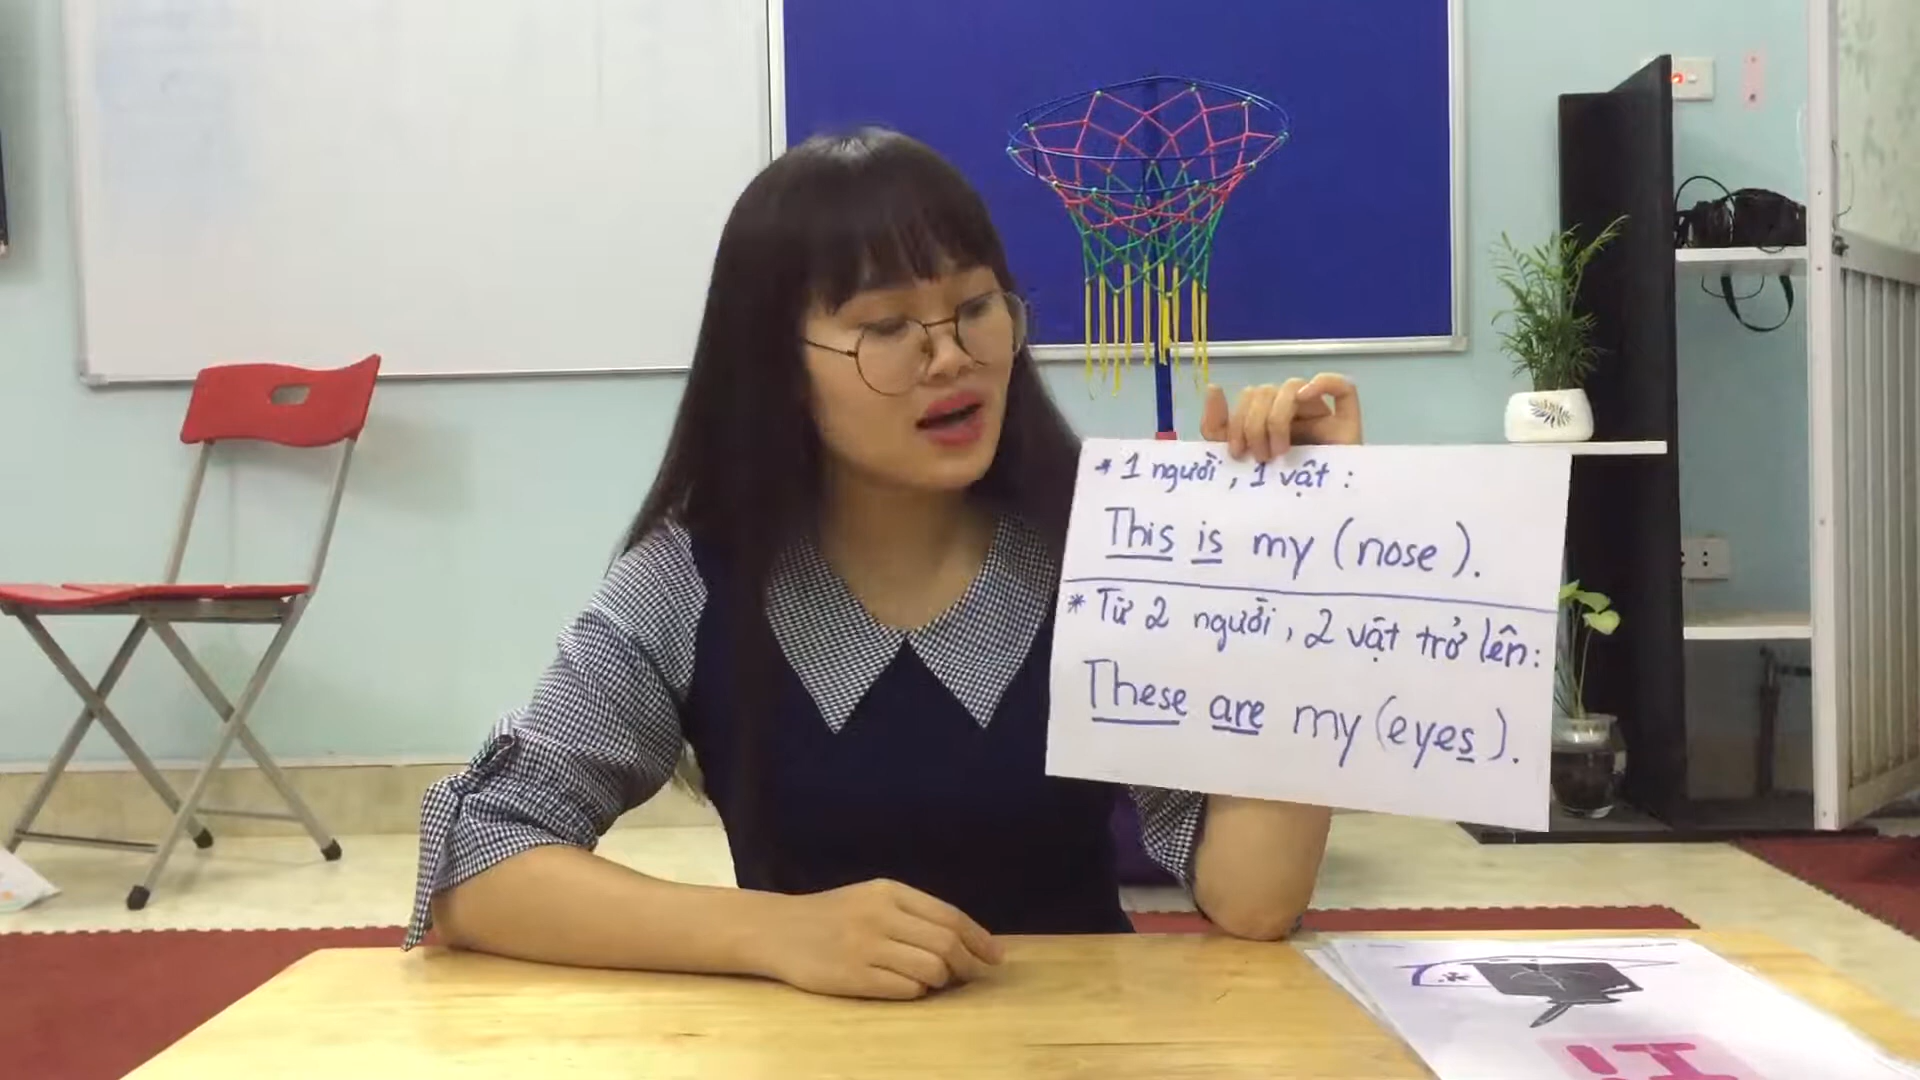 * 1 người, 1 vật :
This is my (nose).
* Từ 2 người, 2 vật trở lên:
These are my (eyes).